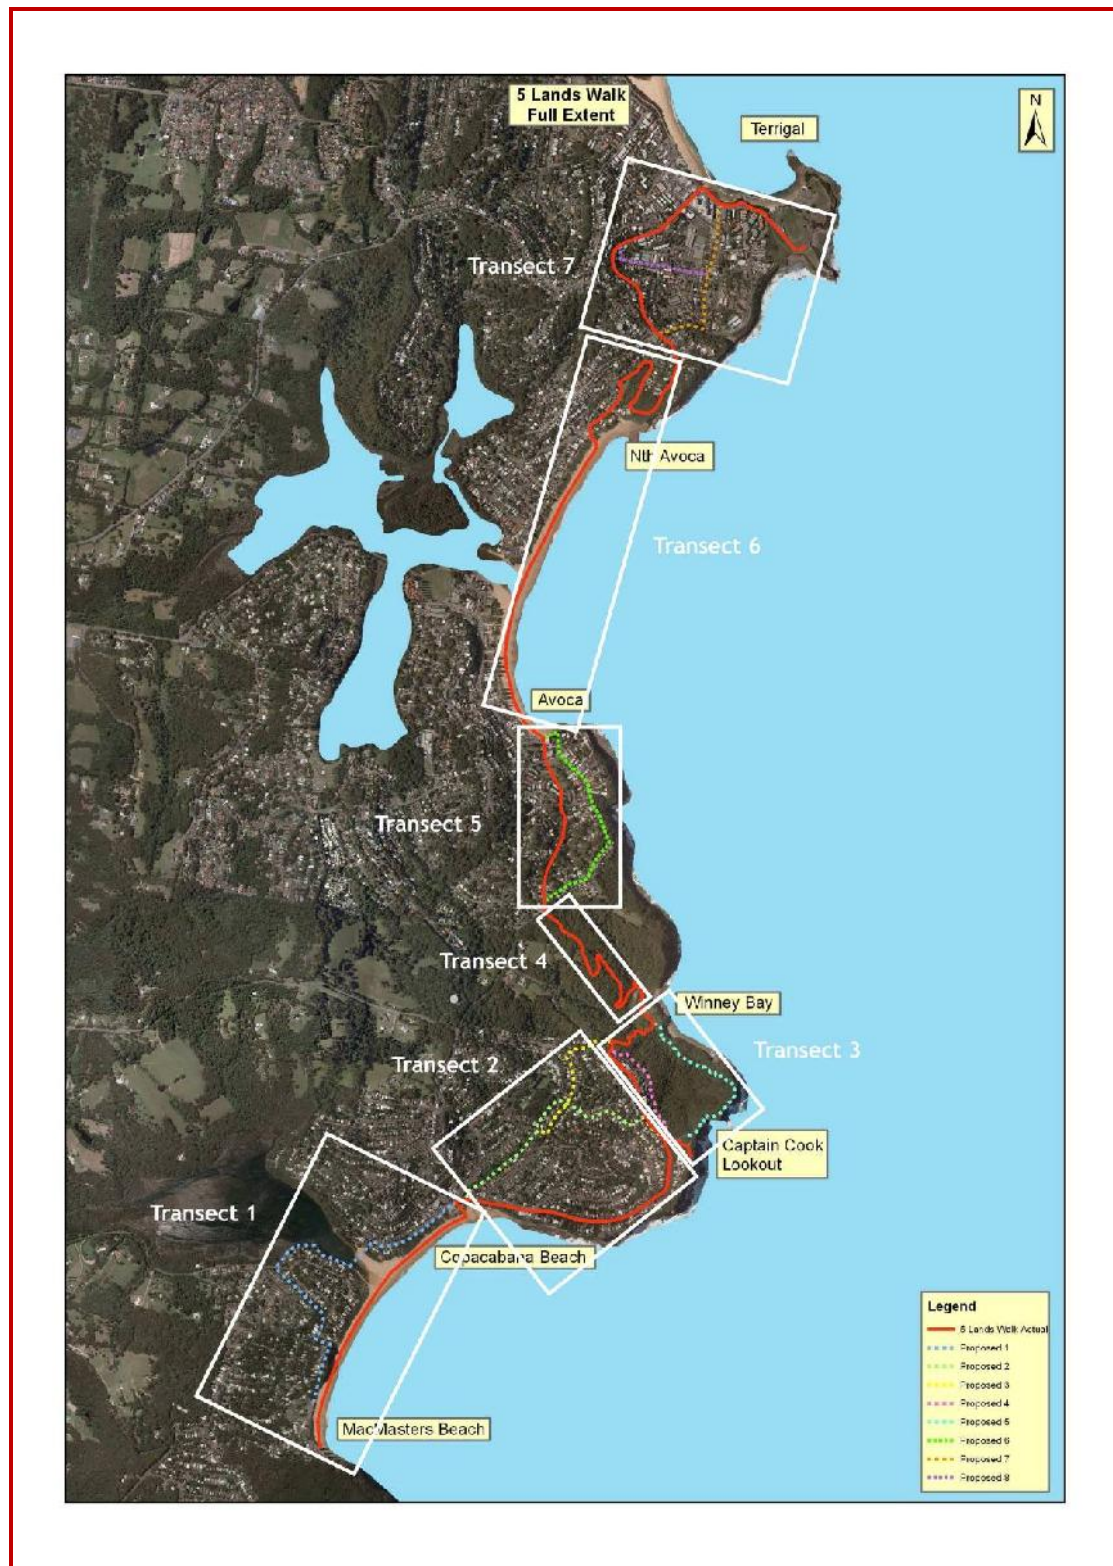 5 Lands Walk
Full Extent
N
Terrigal
Transect 7
Nth Avoca
Transect 6
Avoca
Transect 5
Transect 4
Winney Bay
Transect 3
Transect 2
Captain Cook
Lookout
Transect 1
Copacabana Beach
MacMasters Beach
Legend
5 Lands Walk Actual
Proposed 1
Proposed 2
Proposed 3
Proposed 4
Proposed 5
Proposed 6
Proposed 7
Proposed 8